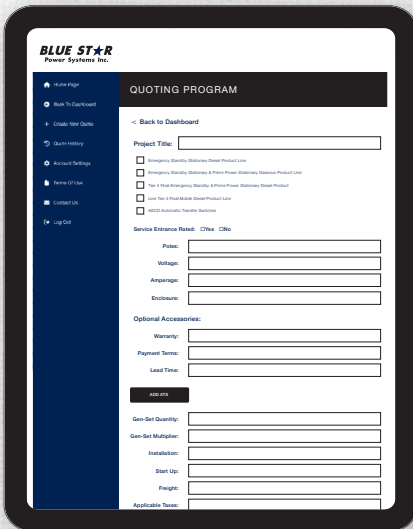 BLUE STAR
Power Systems Inc.
Home Page
Back To Dashboard
Create New Quote
Quote History
Account Settings
Terms Of Use
Contact Us
Log Out
QUOTING PROGRAM
< Back to Dashboard
Project Title:
Emergency Standby Stationary Diesel Product Line
Emergency Standby Stationary & Prime Power Stationary Gaseous Product Line
Tier 4 Final Emergency Standby & Prime Power Stationary Diesel Product
Line Tier 4 Final Mobile Diesel Product Line
ASCO Automatic Transfer Switches
Service Entrance Rated: Yes No
Poles:
Voltage:
Amperage:
Enclosure:
Optional Accessories:
Warranty:
Payment Terms:
Lead Time:
ADD ATS
Gen-Set Quantity:
Gen-Set Multiplier:
Installation:
Start Up:
Freight:
Applicable Taxes: